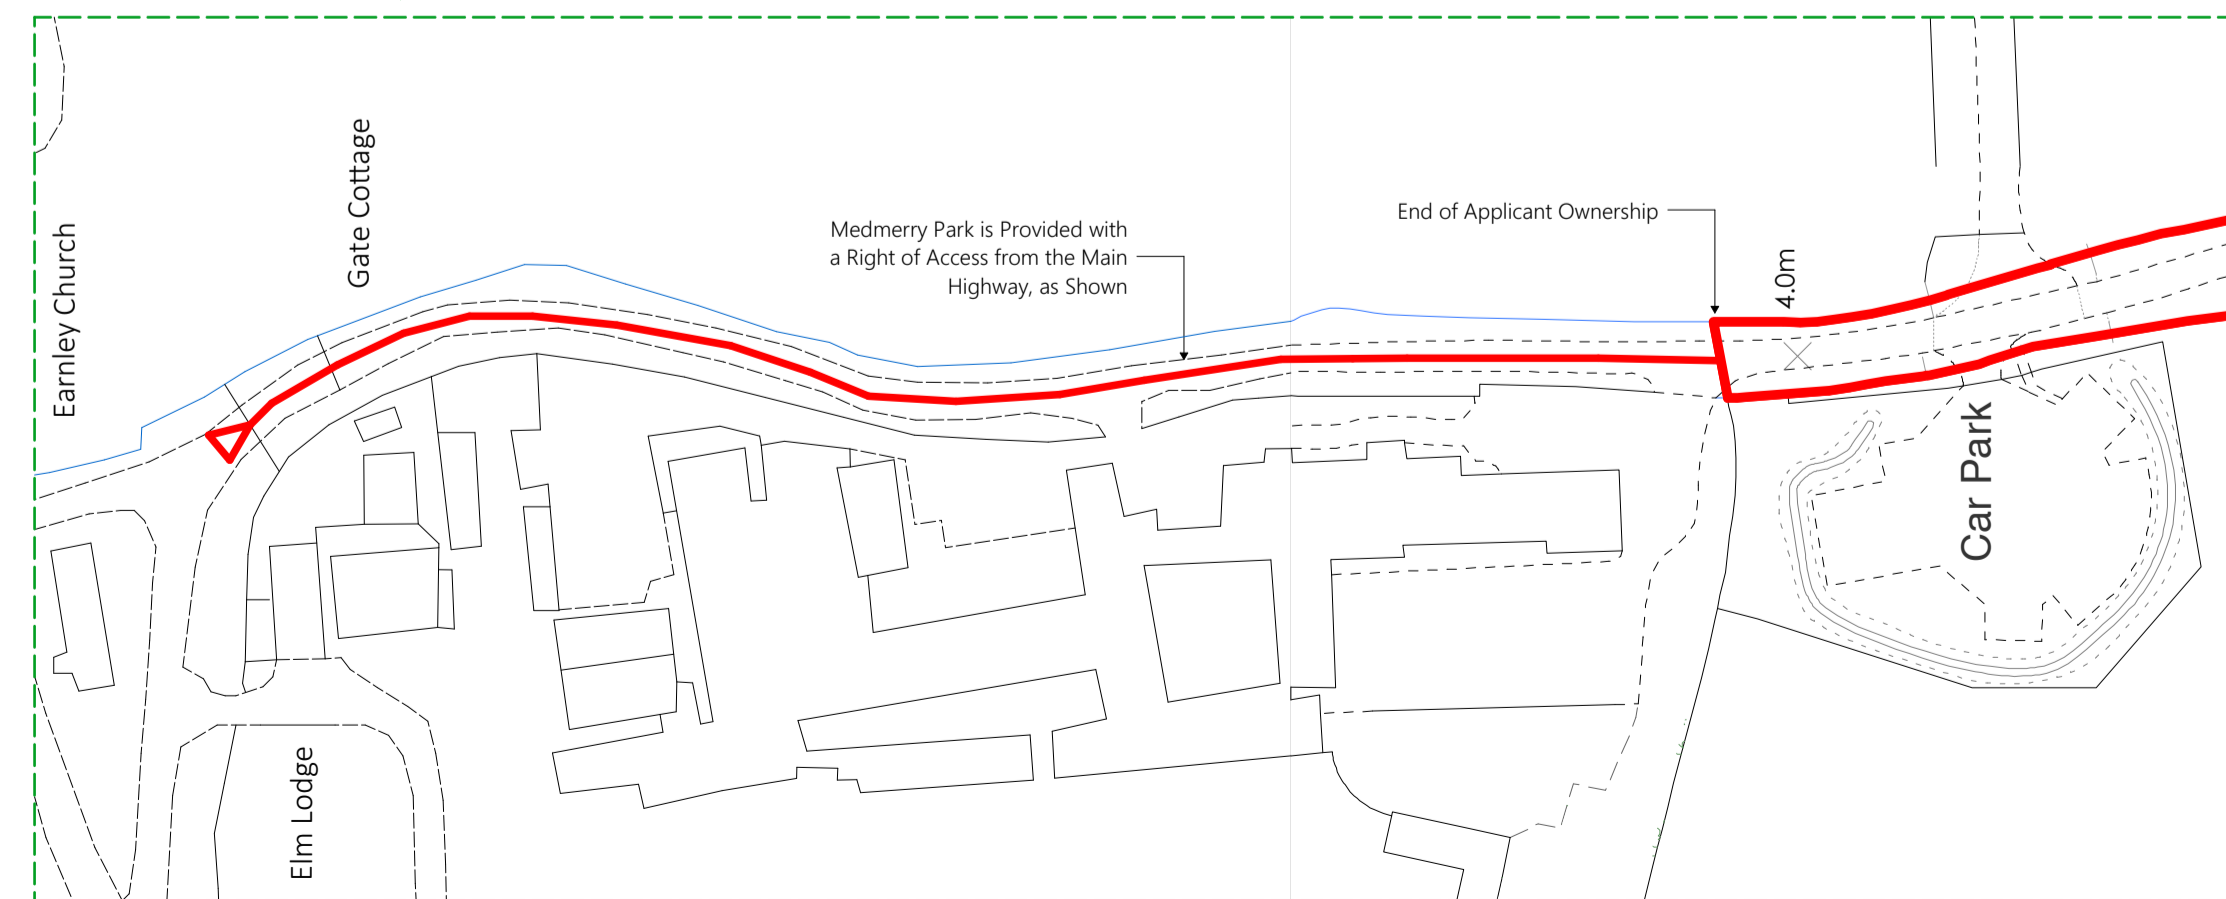 Earnley Church
Gate Cottage
Medmerry Park is Provided with
a Right of Access from the Main
Highway, as Shown
End of Applicant Ownership
4.0m
Car Park
Elm Lodge